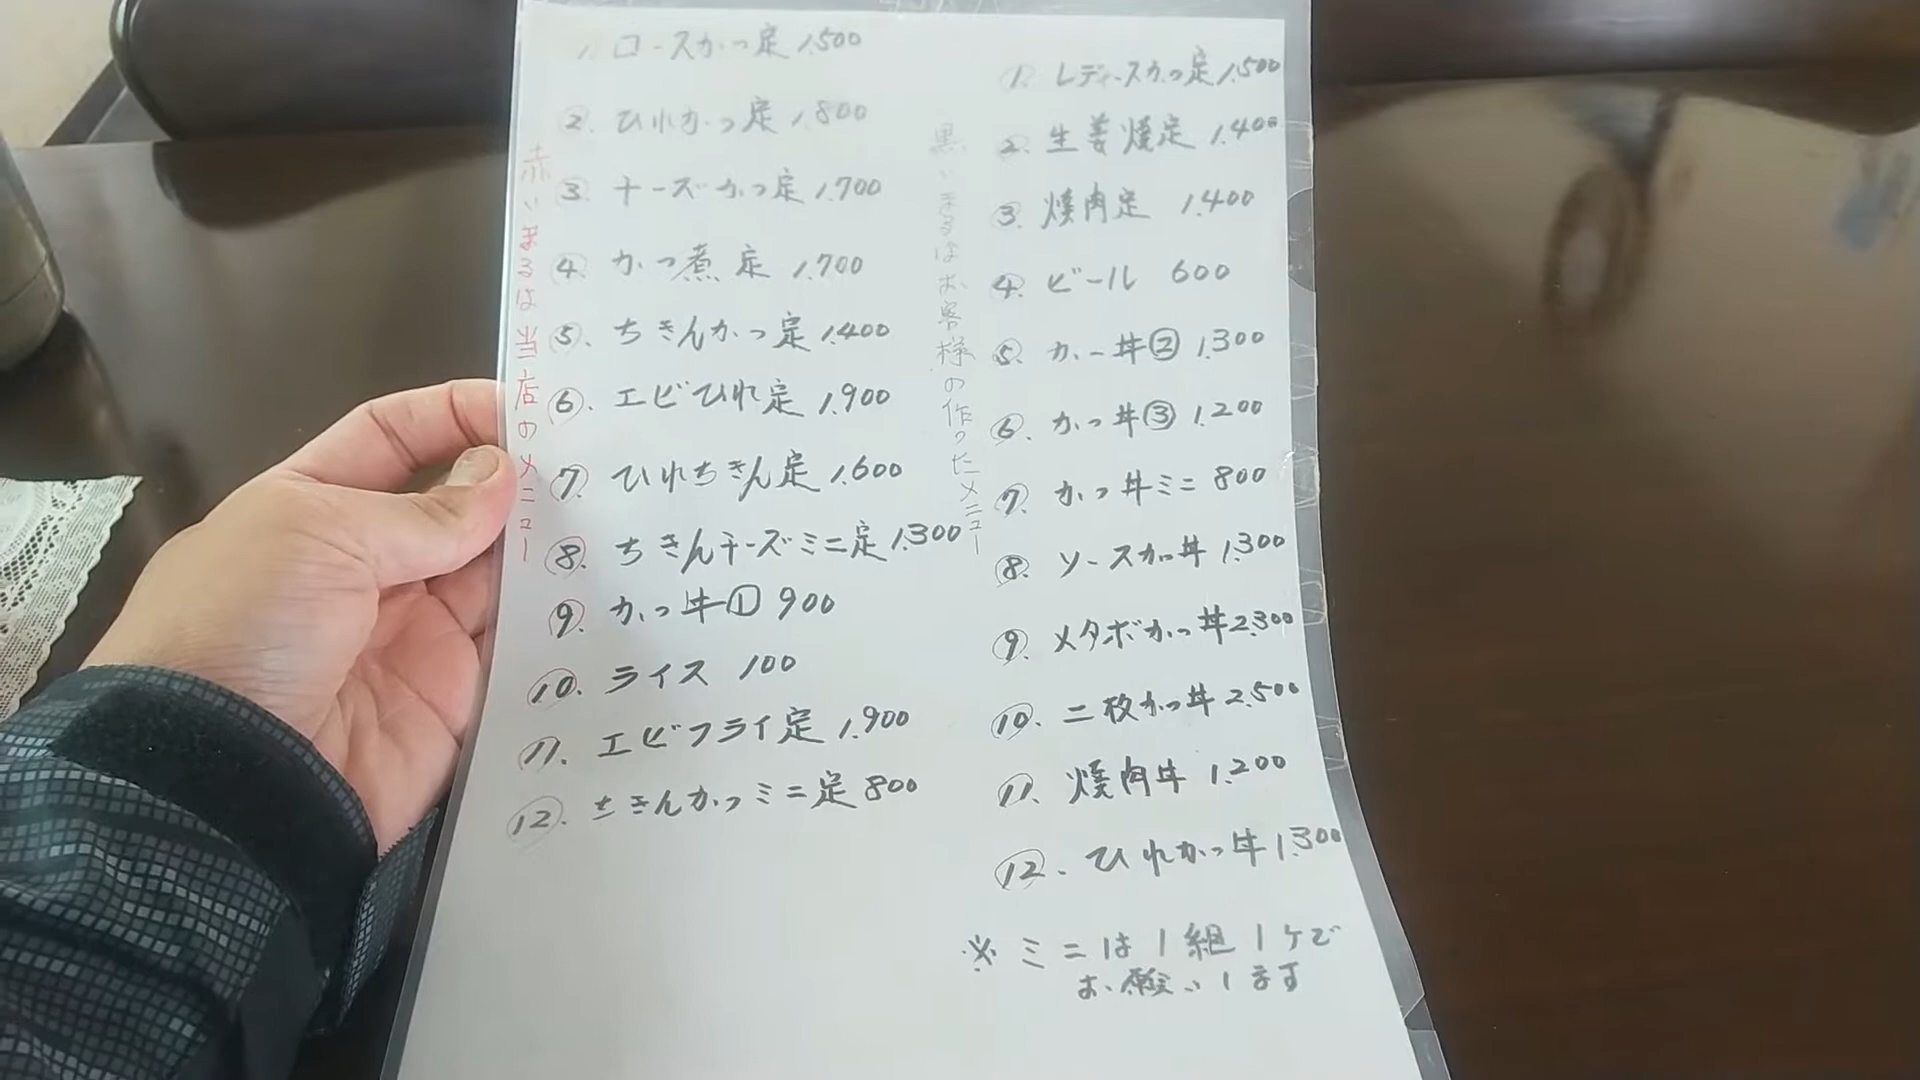 赤いまるは当店のメニュー
1. ロースかつ定 1.500
②. ひれかつ定 1.800
③ チーズかつ定 1.700
④ かつ煮定 1.700
⑤. ちきんかつ定 1.400
⑥. エビひれ定 1.900
⑦. ひれちきん定 1.600
⑧. ちきんチーズミニ定 1.300
⑨. かつ丼① 900
⑩. ライス 100
⑪. エビフライ定 1.900
⑫. ちきんかつミニ定 800
黒いまるはお客様の作ったメニュー
①. レディースかつ定 1.500
②. 生姜焼定 1.400
③. 焼肉定 1.400
④. ビール 600
⑤. かつ丼② 1.300
⑥. かつ丼③ 1.200
⑦. かつ丼ミニ 800
⑧. ソースかつ丼 1.300
⑨. メタボかつ丼 2.300
⑩. 二枚かつ丼 2.500
⑪. 焼肉丼 1.200
⑫. ひれかつ丼 1.300
※ ミニは1組1ケで
お願いします